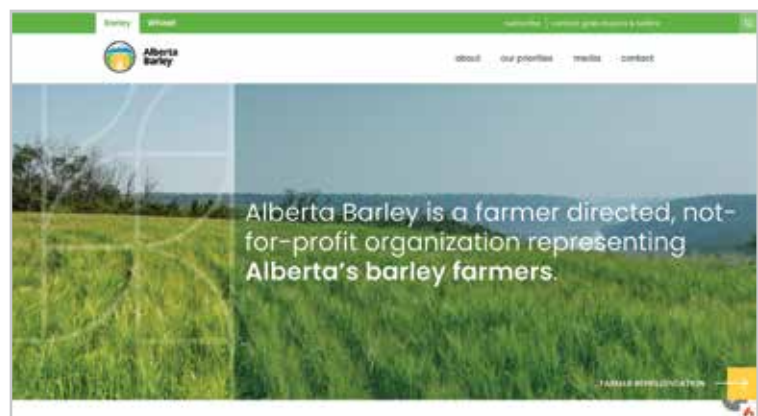 Barley Wheat
Alberta
Barley
about our priorities media contact
Alberta Barley is a farmer directed, not-
for-profit organization representing
Alberta's barley farmers.